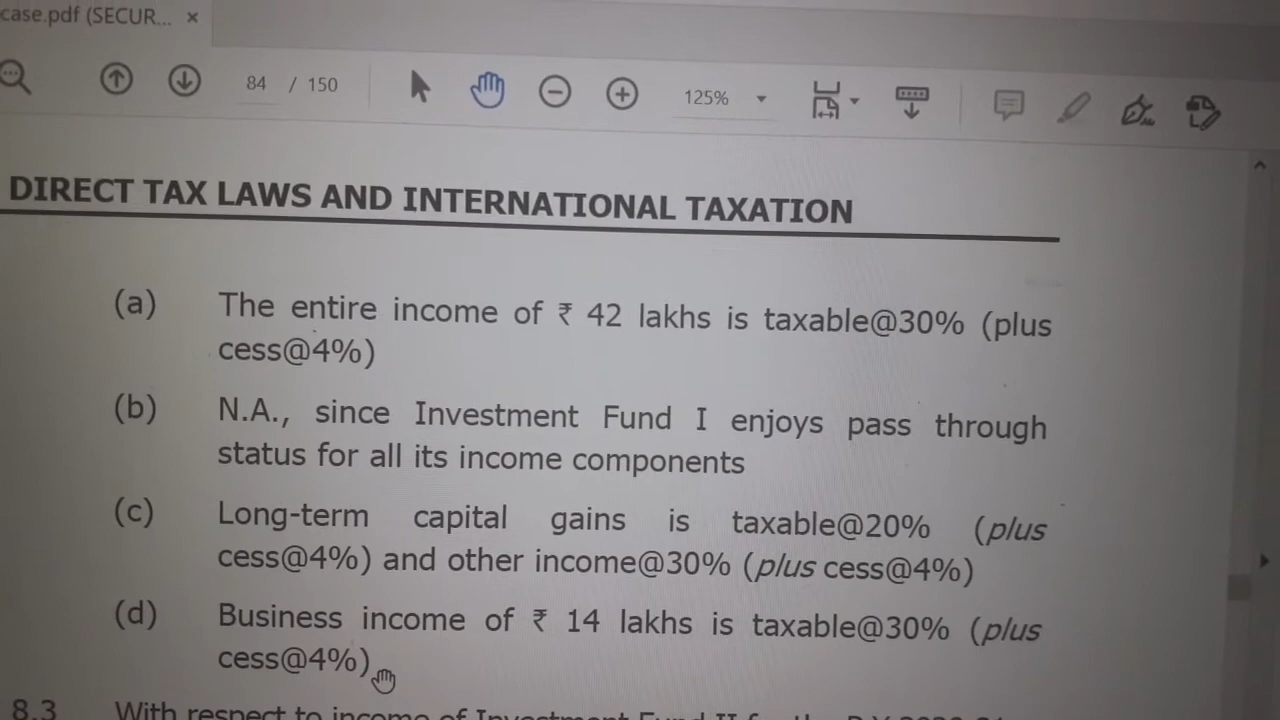 case.pdf (SECUR... ×
84 / 150
125%
DIRECT TAX LAWS AND INTERNATIONAL TAXATION
(a) The entire income of ₹ 42 lakhs is taxable@30% (plus
cess@4%)
(b) N.A., since Investment Fund I enjoys pass through
status for all its income components
(c) Long-term capital gains is taxable@20% (plus
cess@4%) and other income@30% (plus cess@4%)
(d) Business income of ₹ 14 lakhs is taxable@30% (plus
cess@4%)
8.3 With respect to income of Investment Fund II for the P.Y.